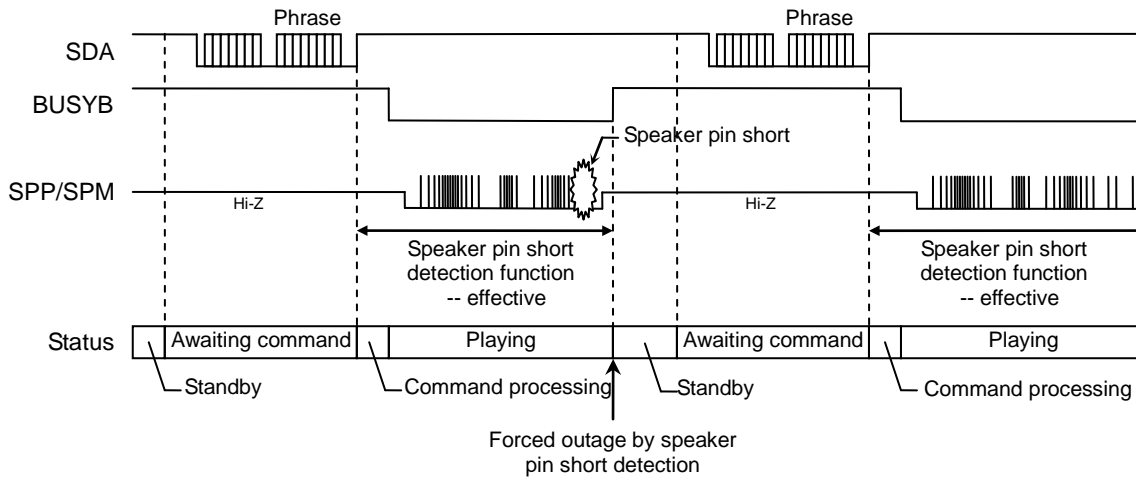 Phrase
Phrase
SDA
BUSYB
Speaker pin short
SPP/SPM
Hi-Z
Hi-Z
Speaker pin short
detection function
-- effective
Speaker pin short
detection function
-- effective
Status
Awaiting command
Playing
Awaiting command
Playing
Standby
Command processing
Standby
Command processing
Forced outage by speaker
pin short detection